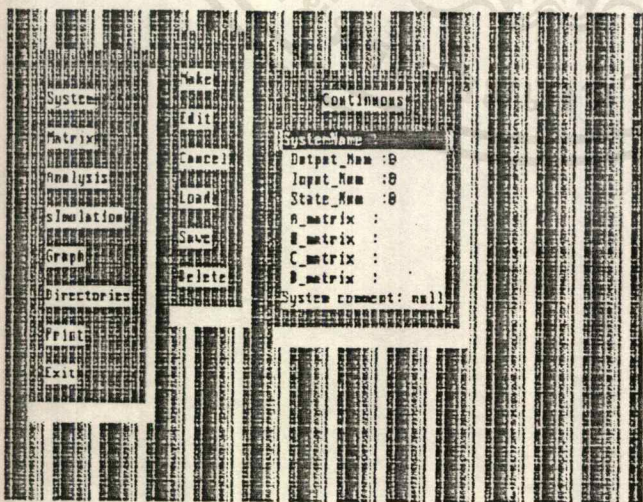 System
Matrix
Analysis
sImulation
Graph
Directories
Print
Exit
Make
Edit
Cancel
Load
Save
Delete
Continuous
SystemName
Output_Num :0
Input_Num :0
State_Num :0
A_matrix :
B_matrix :
C_matrix :
D_matrix :
System comment: null